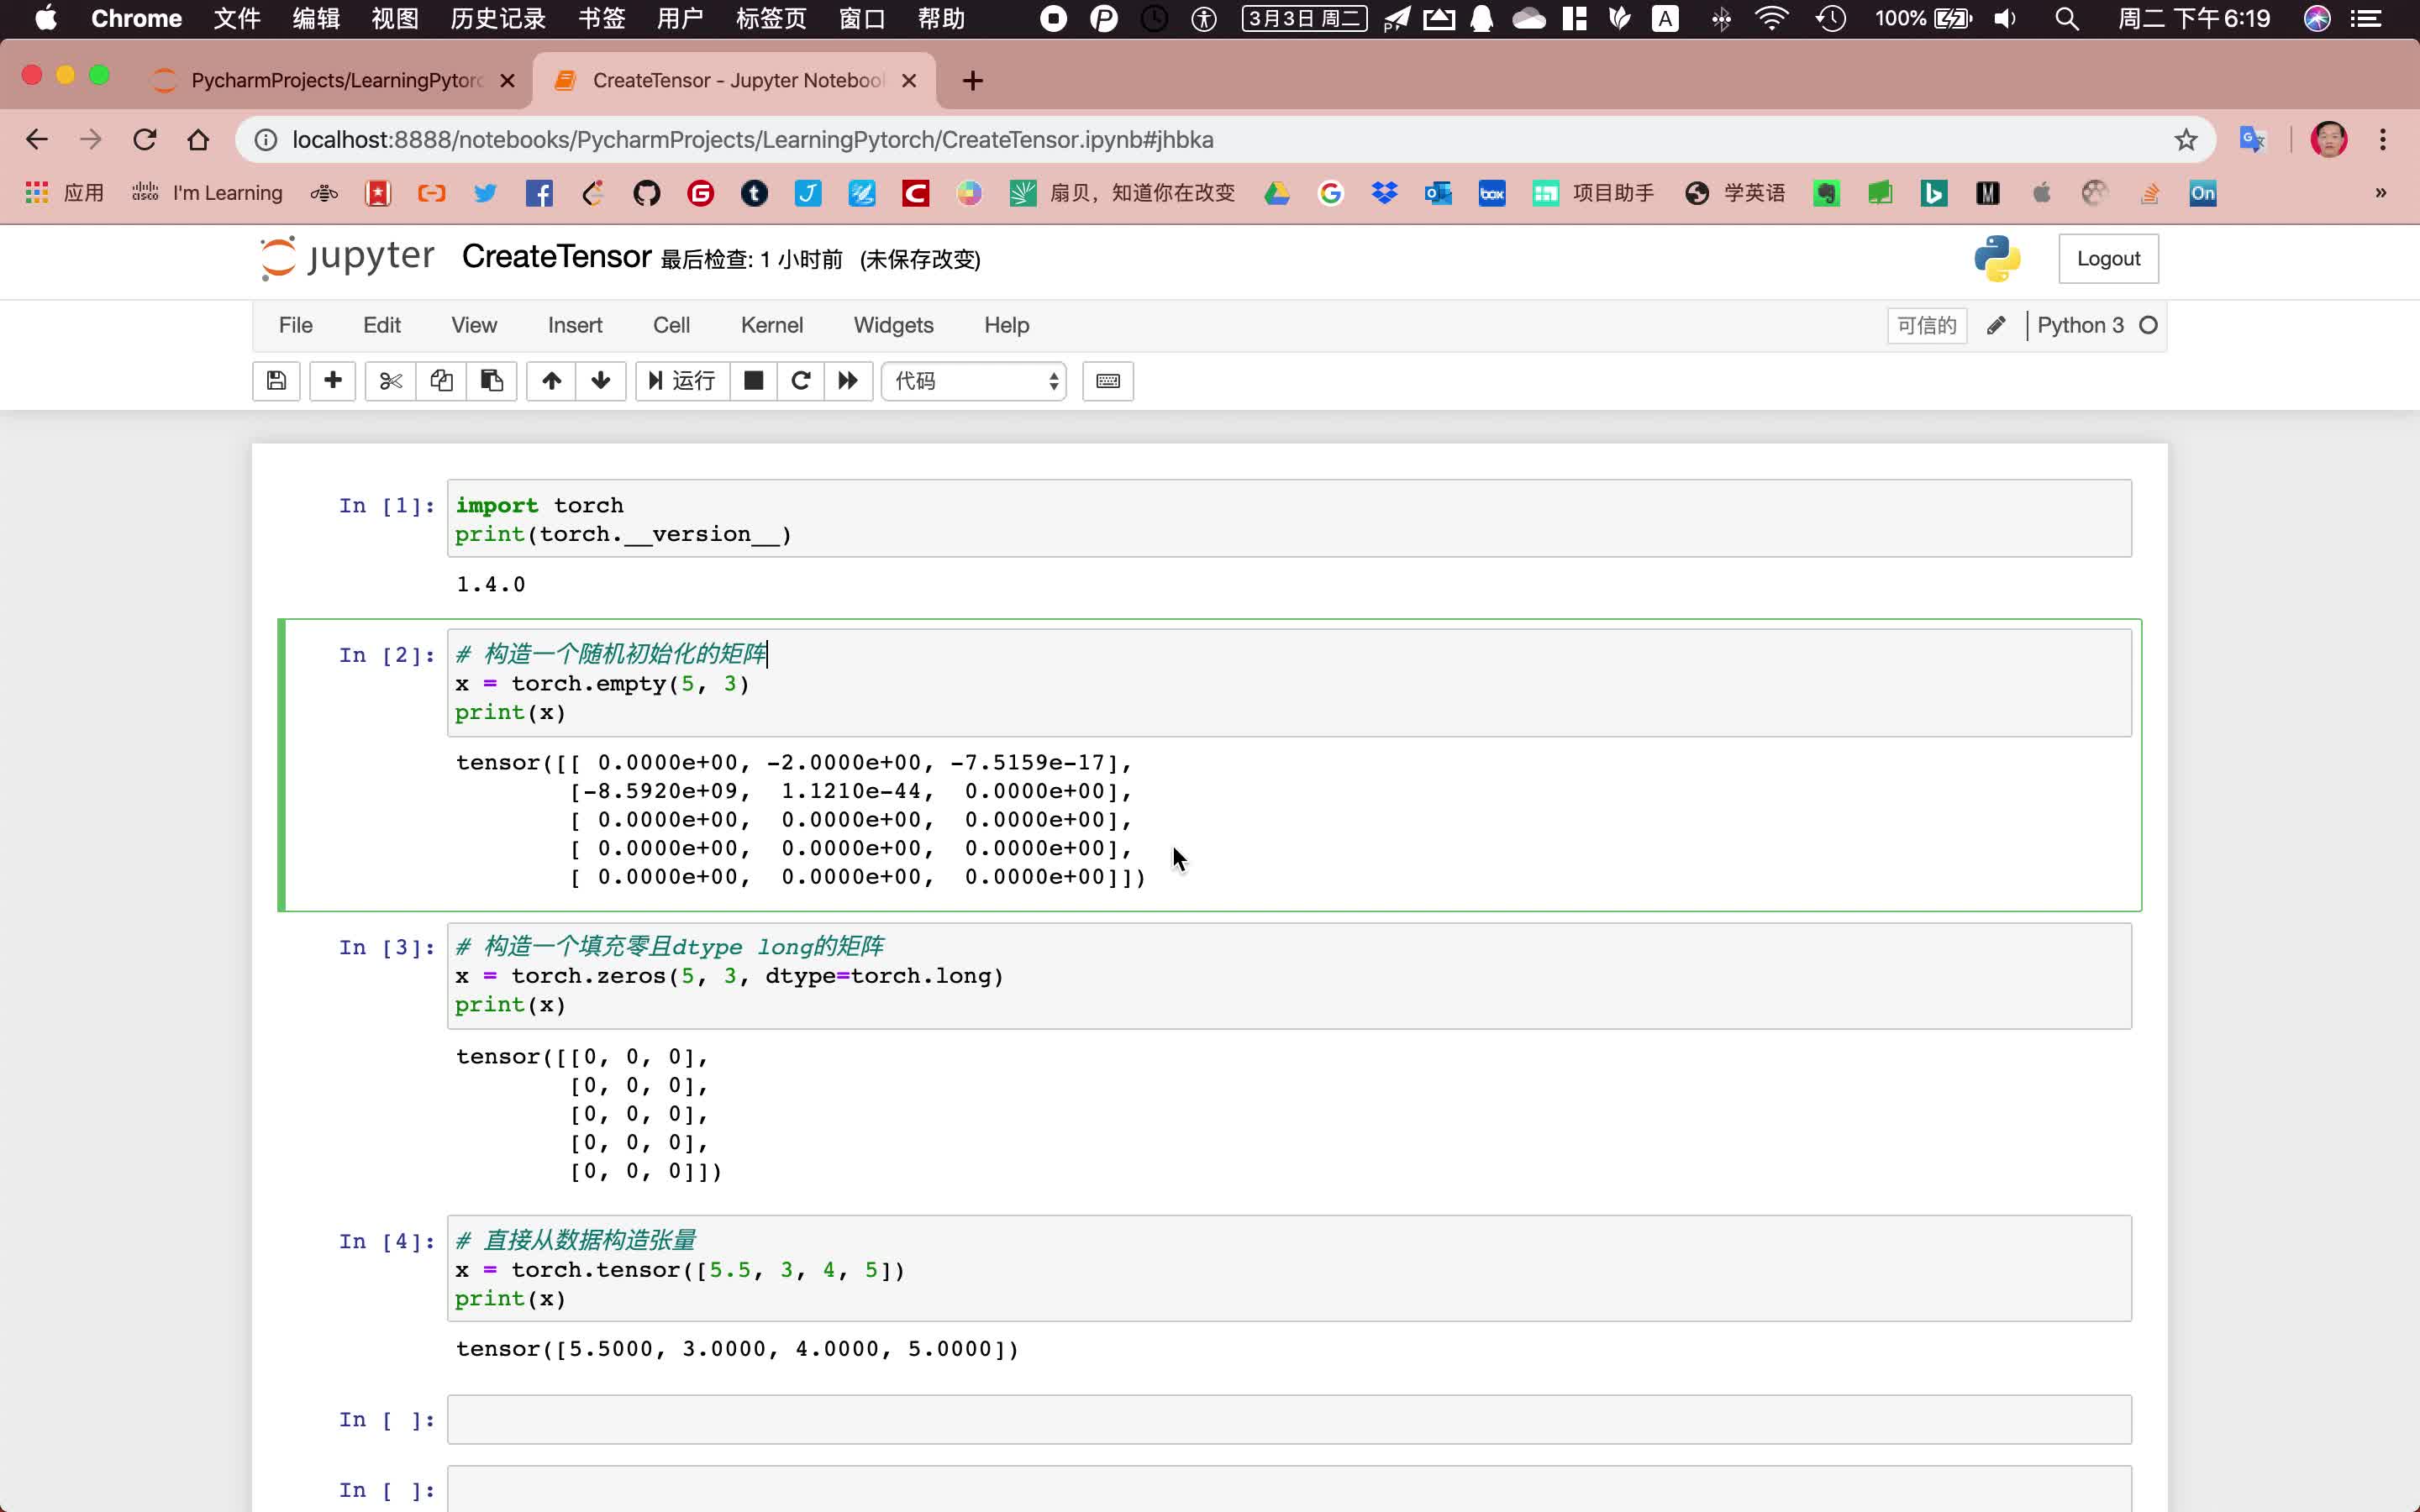 Chrome 文件 编辑 视图 历史记录 书签 用户 标签页 窗口 帮助 3月3日 周二 A 100% 周二 下午6:19
PycharmProjects/LearningPytorc CreateTensor - Jupyter Notebook
localhost:8888/notebooks/PycharmProjects/LearningPytorch/CreateTensor.ipynb#jhbka
应用 I'm Learning 扇贝，知道你在改变 box 项目助手 学英语 On »
jupyter CreateTensor 最后检查: 1 小时前 (未保存改变) Logout
File Edit View Insert Cell Kernel Widgets Help 可信的 Python 3
运行 代码
In [1]: import torch
print(torch.__version__)
1.4.0
In [2]: # 构造一个随机初始化的矩阵
x = torch.empty(5, 3)
print(x)
tensor([[ 0.0000e+00, -2.0000e+00, -7.5159e-17],
[-8.5920e+09, 1.1210e-44, 0.0000e+00],
[ 0.0000e+00, 0.0000e+00, 0.0000e+00],
[ 0.0000e+00, 0.0000e+00, 0.0000e+00],
[ 0.0000e+00, 0.0000e+00, 0.0000e+00]])
In [3]: # 构造一个填充零且dtype long的矩阵
x = torch.zeros(5, 3, dtype=torch.long)
print(x)
tensor([[0, 0, 0],
[0, 0, 0],
[0, 0, 0],
[0, 0, 0],
[0, 0, 0]])
In [4]: # 直接从数据构造张量
x = torch.tensor([5.5, 3, 4, 5])
print(x)
tensor([5.5000, 3.0000, 4.0000, 5.0000])
In [ ]:
In [ ]: